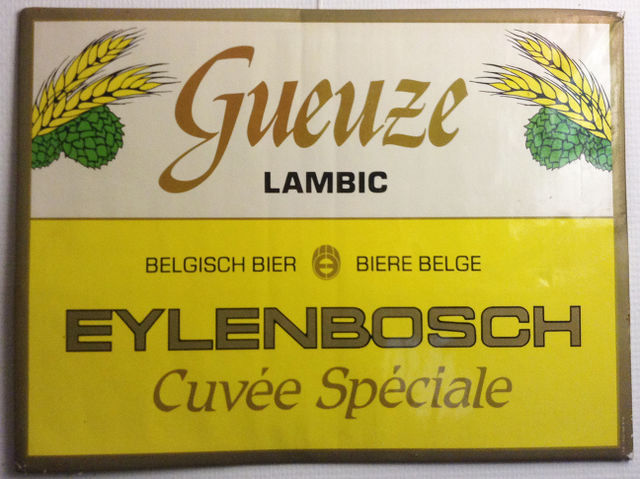 Gueuze
LAMBIC
BELGISCH BIER BIERE BELGE
EYLENBOSCH
Cuvée Spéciale